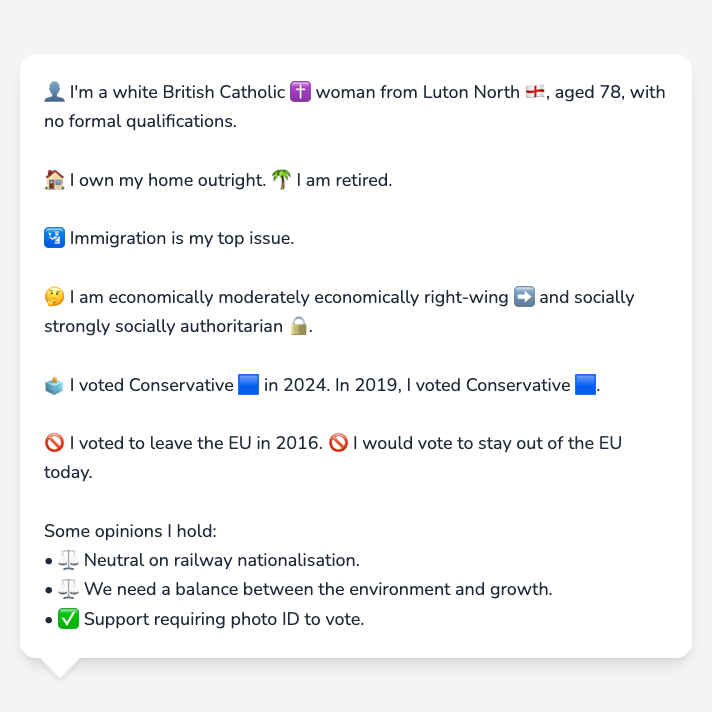 👤 I'm a white British Catholic ✝️ woman from Luton North 🏴󠁧󠁢󠁥󠁮󠁧󠁿, aged 78, with
no formal qualifications.
🏠 I own my home outright. 🌴 I am retired.
🛂 Immigration is my top issue.
🤔 I am economically moderately economically right-wing ➡️ and socially
strongly socially authoritarian 🔒.
🗳️ I voted Conservative 🟦 in 2024. In 2019, I voted Conservative 🟦.
🚫 I voted to leave the EU in 2016. 🚫 I would vote to stay out of the EU
today.
Some opinions I hold:
• ⚖️ Neutral on railway nationalisation.
• ⚖️ We need a balance between the environment and growth.
• ✅ Support requiring photo ID to vote.